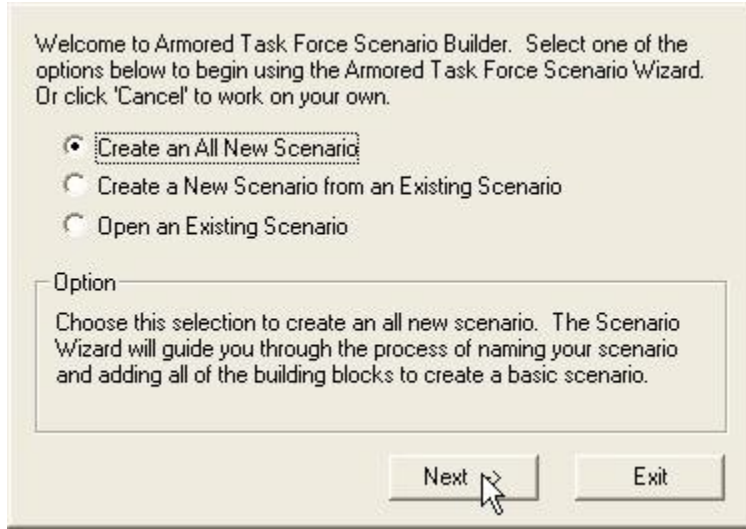 Welcome to Armored Task Force Scenario Builder.  Select one of the
options below to begin using the Armored Task Force Scenario Wizard.
Or click 'Cancel' to work on your own.
Create an All New Scenario
Create a New Scenario from an Existing Scenario
Open an Existing Scenario
Option
Choose this selection to create an all new scenario.  The Scenario
Wizard will guide you through the process of naming your scenario
and adding all of the building blocks to create a basic scenario.
Next ->
Exit